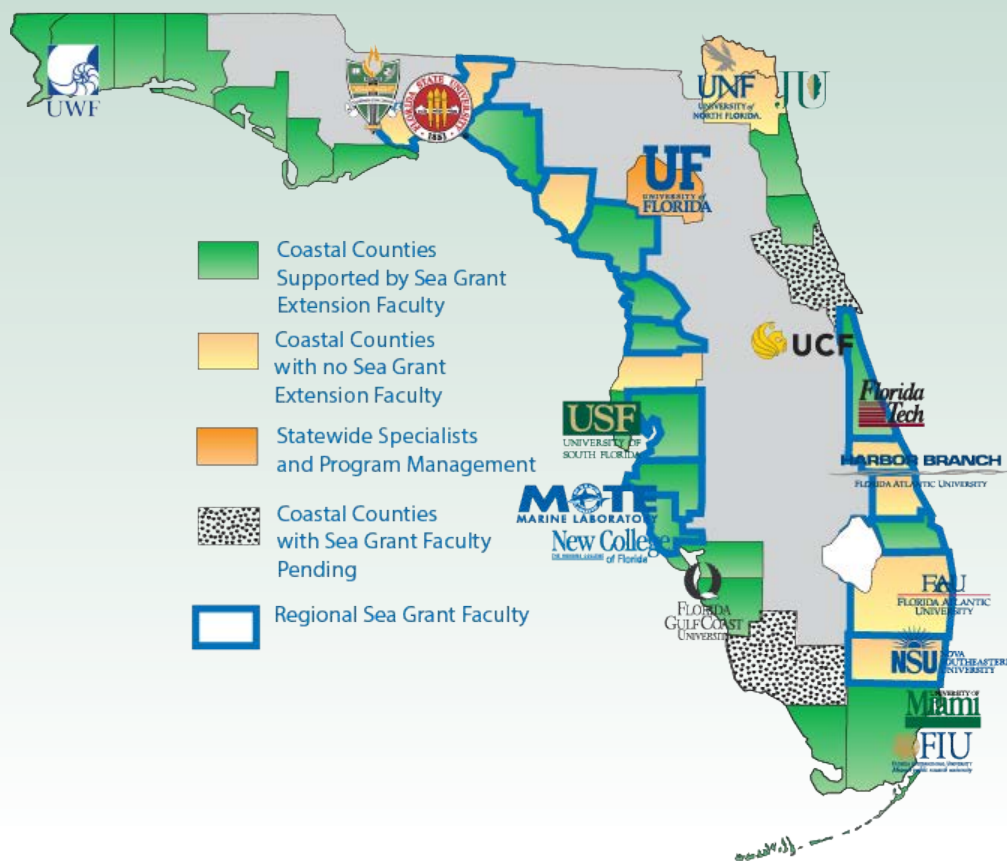 UWF
FLORIDA STATE UNIVERSITY
1851
UNF
UNIVERSITY of
NORTH FLORIDA.
JU
UF
UNIVERSITY of
FLORIDA
Coastal Counties
Supported by Sea Grant
Extension Faculty
Coastal Counties
with no Sea Grant
Extension Faculty
Statewide Specialists
and Program Management
Coastal Counties
with Sea Grant Faculty
Pending
Regional Sea Grant Faculty
UCF
Florida
Tech
USF
UNIVERSITY OF
SOUTH FLORIDA
HARBOR BRANCH
FLORIDA ATLANTIC UNIVERSITY
MOTE
MARINE LABORATORY
New College
of Florida
FLORIDA
GULF COAST
UNIVERSITY
FAU
FLORIDA ATLANTIC
UNIVERSITY
NSU
NOVA
SOUTHEASTERN
UNIVERSITY
UNIVERSITY OF
Miami
FIU